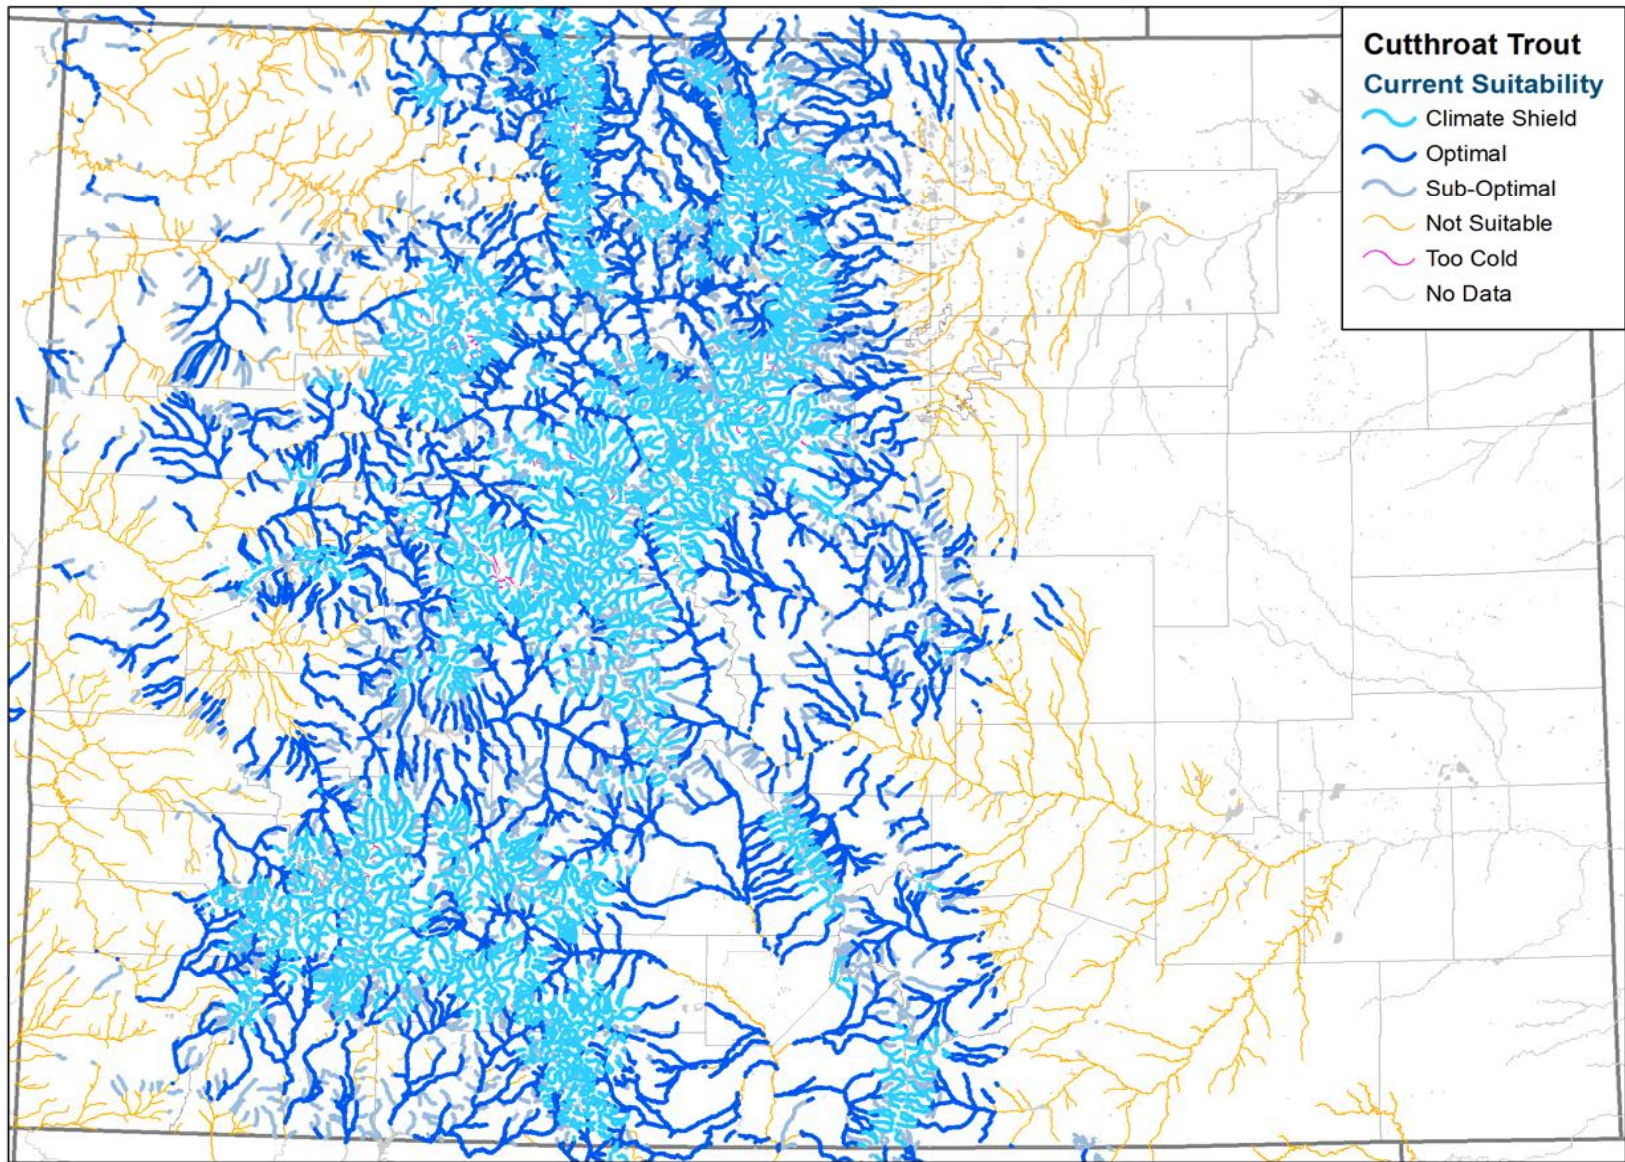 Cutthroat Trout
Current Suitability
Climate Shield
Optimal
Sub-Optimal
Not Suitable
Too Cold
No Data